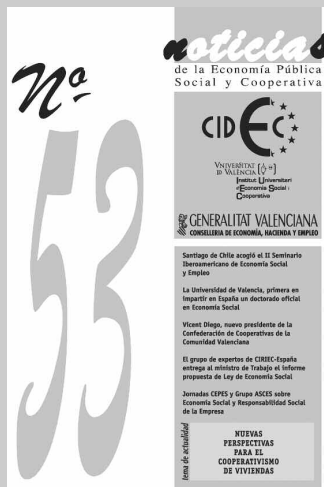 noticias
de la Economía Pública
Social y Cooperativa
Nº
53
CIDEC
VNIVERSITAT
ID VALÈNCIA
Institut Universitari
d'Economia Social i
Cooperativa
GENERALITAT VALENCIANA
CONSELLERIA DE ECONOMÍA, HACIENDA Y EMPLEO
Santiago de Chile acogió el II Seminario
Iberoamericano de Economía Social
y Empleo
La Universidad de Valencia, primera en
impartir en España un doctorado oficial
en Economía Social
Vicent Diego, nuevo presidente de la
Confederación de Cooperativas de la
Comunidad Valenciana
El grupo de expertos de CIRIEC-España
entrega al ministro de Trabajo el informe
propuesta de Ley de Economía Social
Jornadas CEPES y Grupo ASCES sobre
Economía Social y Responsabilidad Social
de la Empresa
tema de actualidad
NUEVAS
PERSPECTIVAS
PARA EL
COOPERATIVISMO
DE VIVIENDAS